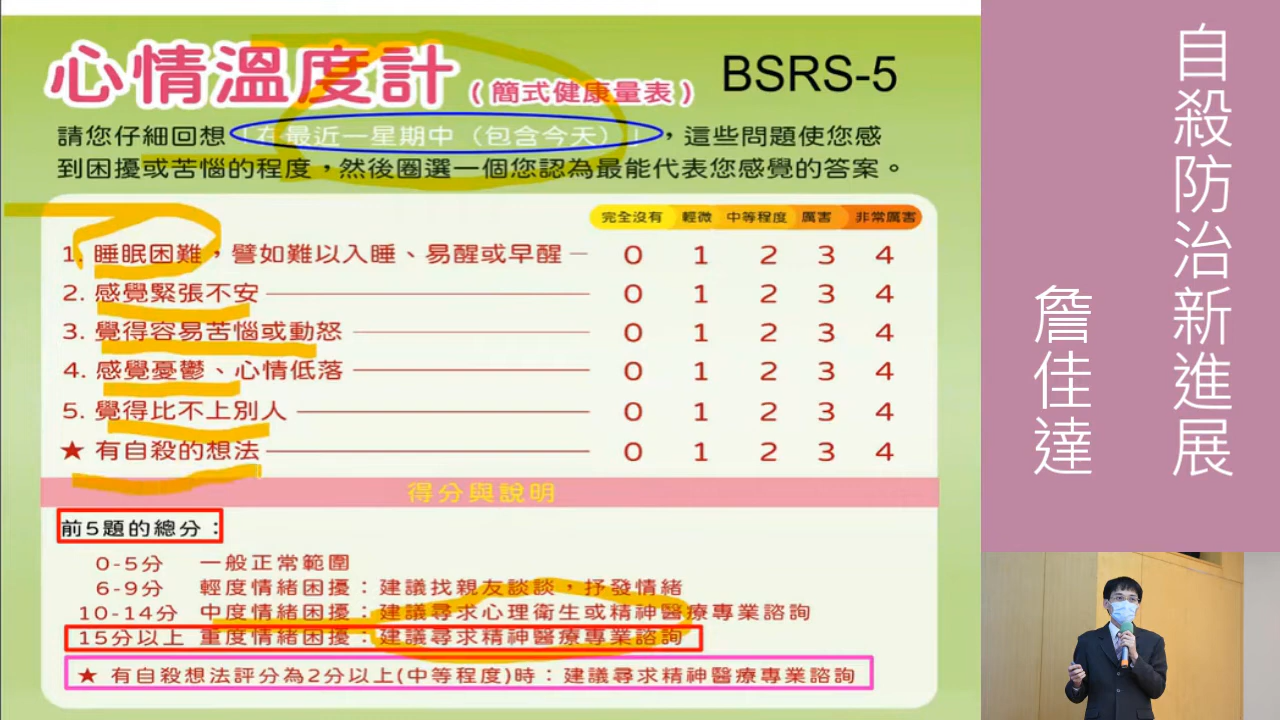 心情溫度計(簡式健康量表) BSRS-5
請您仔細回想「在最近一星期中(包含今天)」,這些問題使您感
到困擾或苦惱的程度,然後圈選一個您認為最能代表您感覺的答案。
完全沒有 輕微 中等程度 厲害 非常厲害
1. 睡眠困難,譬如難以入睡、易醒或早醒 0 1 2 3 4
2. 感覺緊張不安 0 1 2 3 4
3. 覺得容易苦惱或動怒 0 1 2 3 4
4. 感覺憂鬱、心情低落 0 1 2 3 4
5. 覺得比不上別人 0 1 2 3 4
★ 有自殺的想法 0 1 2 3 4
得分與說明
前5題的總分:
0-5分 一般正常範圍
6-9分 輕度情緒困擾:建議找親友談談,抒發情緒
10-14分 中度情緒困擾:建議尋求心理衛生或精神醫療專業諮詢
15分以上 重度情緒困擾:建議尋求精神醫療專業諮詢
★ 有自殺想法評分為2分以上(中等程度)時:建議尋求精神醫療專業諮詢
自殺防治新進展
詹佳達